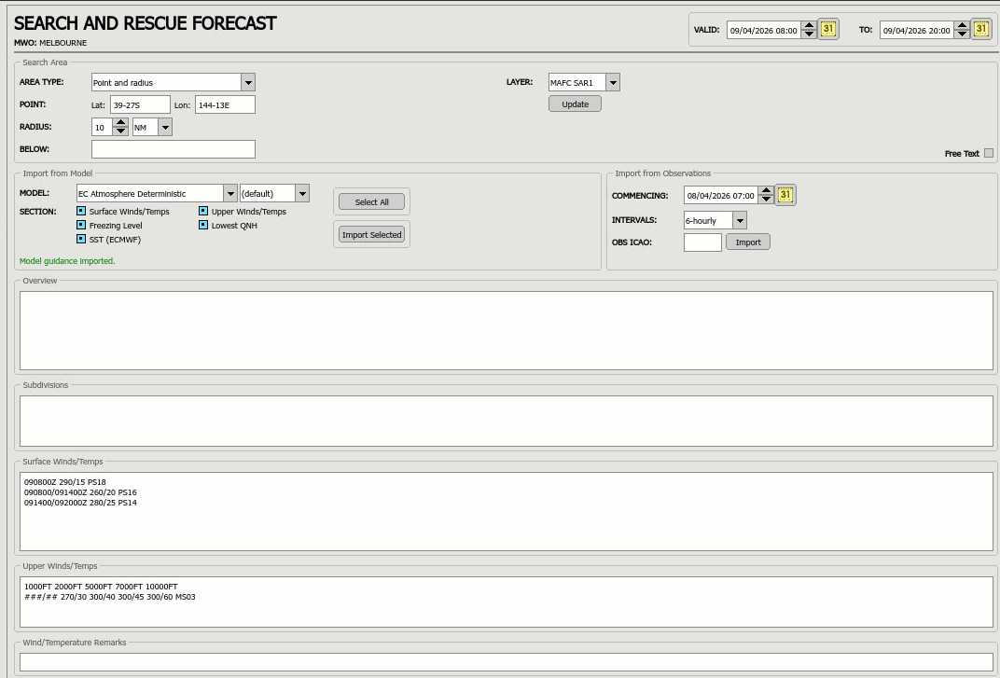 SEARCH AND RESCUE FORECAST
MWO: MELBOURNE
VALID: 09/04/2026 08:00 31 TO: 09/04/2026 20:00 31
Search Area
AREA TYPE: Point and radius LAYER: MAFC SAR1
POINT: Lat: 39-27S Lon: 144-13E Update
RADIUS: 10 NM
BELOW:
Free Text
Import from Model
MODEL: EC Atmosphere Deterministic (default)
SECTION: Surface Winds/Temps Upper Winds/Temps
Freezing Level Lowest QNH
SST (ECMWF)
Select All
Import Selected
Model guidance imported.
Import from Observations
COMMENCING: 08/04/2026 07:00 31
INTERVALS: 6-hourly
OBS ICAO: Import
Overview
Subdivisions
Surface Winds/Temps
090800Z 290/15 PS18
090800/091400Z 260/20 PS16
091400/092000Z 280/25 PS14
Upper Winds/Temps
1000FT 2000FT 5000FT 7000FT 10000FT
###/## 270/30 300/40 300/45 300/60 MS03
Wind/Temperature Remarks